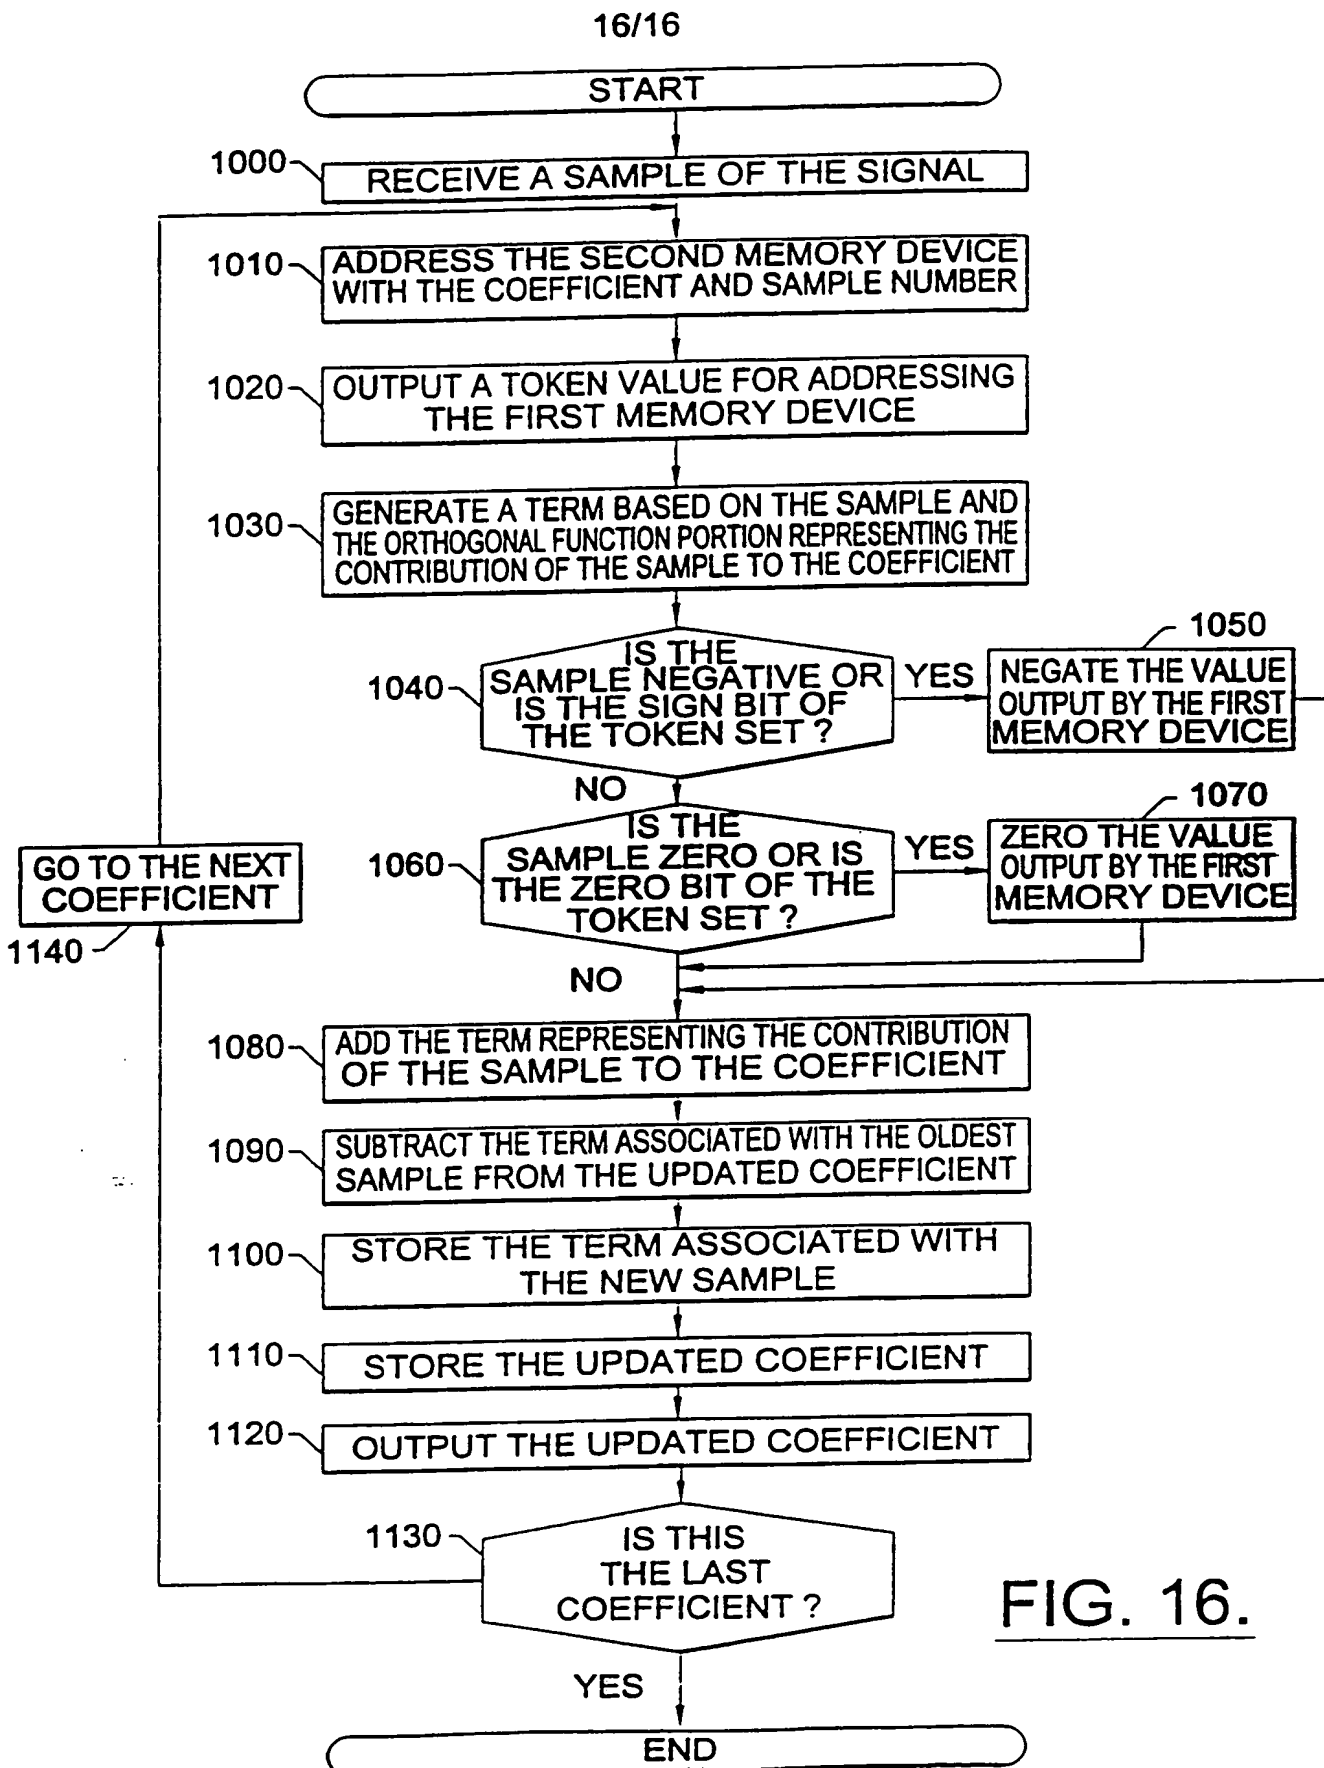 16/16
START
1000
RECEIVE A SAMPLE OF THE SIGNAL
1010
ADDRESS THE SECOND MEMORY DEVICE
WITH THE COEFFICIENT AND SAMPLE NUMBER
1020
OUTPUT A TOKEN VALUE FOR ADDRESSING
THE FIRST MEMORY DEVICE
1030
GENERATE A TERM BASED ON THE SAMPLE AND
THE ORTHOGONAL FUNCTION PORTION REPRESENTING THE
CONTRIBUTION OF THE SAMPLE TO THE COEFFICIENT
1040
IS THE
SAMPLE NEGATIVE OR
IS THE SIGN BIT OF
THE TOKEN SET ?
YES
1050
NEGATE THE VALUE
OUTPUT BY THE FIRST
MEMORY DEVICE
NO
1060
IS THE
SAMPLE ZERO OR IS
THE ZERO BIT OF THE
TOKEN SET ?
YES
1070
ZERO THE VALUE
OUTPUT BY THE FIRST
MEMORY DEVICE
GO TO THE NEXT
COEFFICIENT
1140
NO
1080
ADD THE TERM REPRESENTING THE CONTRIBUTION
OF THE SAMPLE TO THE COEFFICIENT
1090
SUBTRACT THE TERM ASSOCIATED WITH THE OLDEST
SAMPLE FROM THE UPDATED COEFFICIENT
1100
STORE THE TERM ASSOCIATED WITH
THE NEW SAMPLE
1110
STORE THE UPDATED COEFFICIENT
1120
OUTPUT THE UPDATED COEFFICIENT
1130
IS THIS
THE LAST
COEFFICIENT ?
FIG. 16.
YES
END